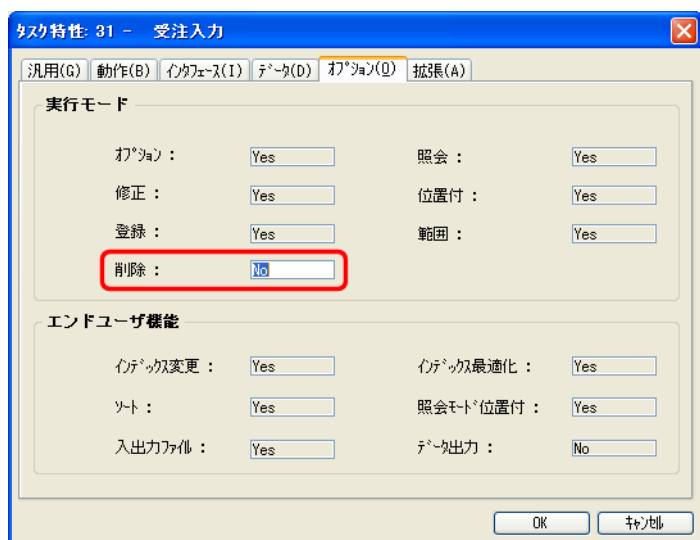 ﾀｽｸ特性: 31 - 受注入力
汎用(G) 動作(B) ｲﾝﾀﾌｪｰｽ(I) ﾃﾞｰﾀ(D) ｵﾌﾟｼｮﾝ(O) 拡張(A)
実行モード
ｵﾌﾟｼｮﾝ： Yes 照会： Yes
修正： Yes 位置付： Yes
登録： Yes 範囲： Yes
削除： No
エンドユーザ機能
ｲﾝﾃﾞｯｸｽ変更： Yes ｲﾝﾃﾞｯｸｽ最適化： Yes
ｿｰﾄ： Yes 照会ﾓｰﾄﾞ位置付： Yes
入出力ﾌｧｲﾙ： Yes ﾃﾞｰﾀ出力： No
OK ｷｬﾝｾﾙ